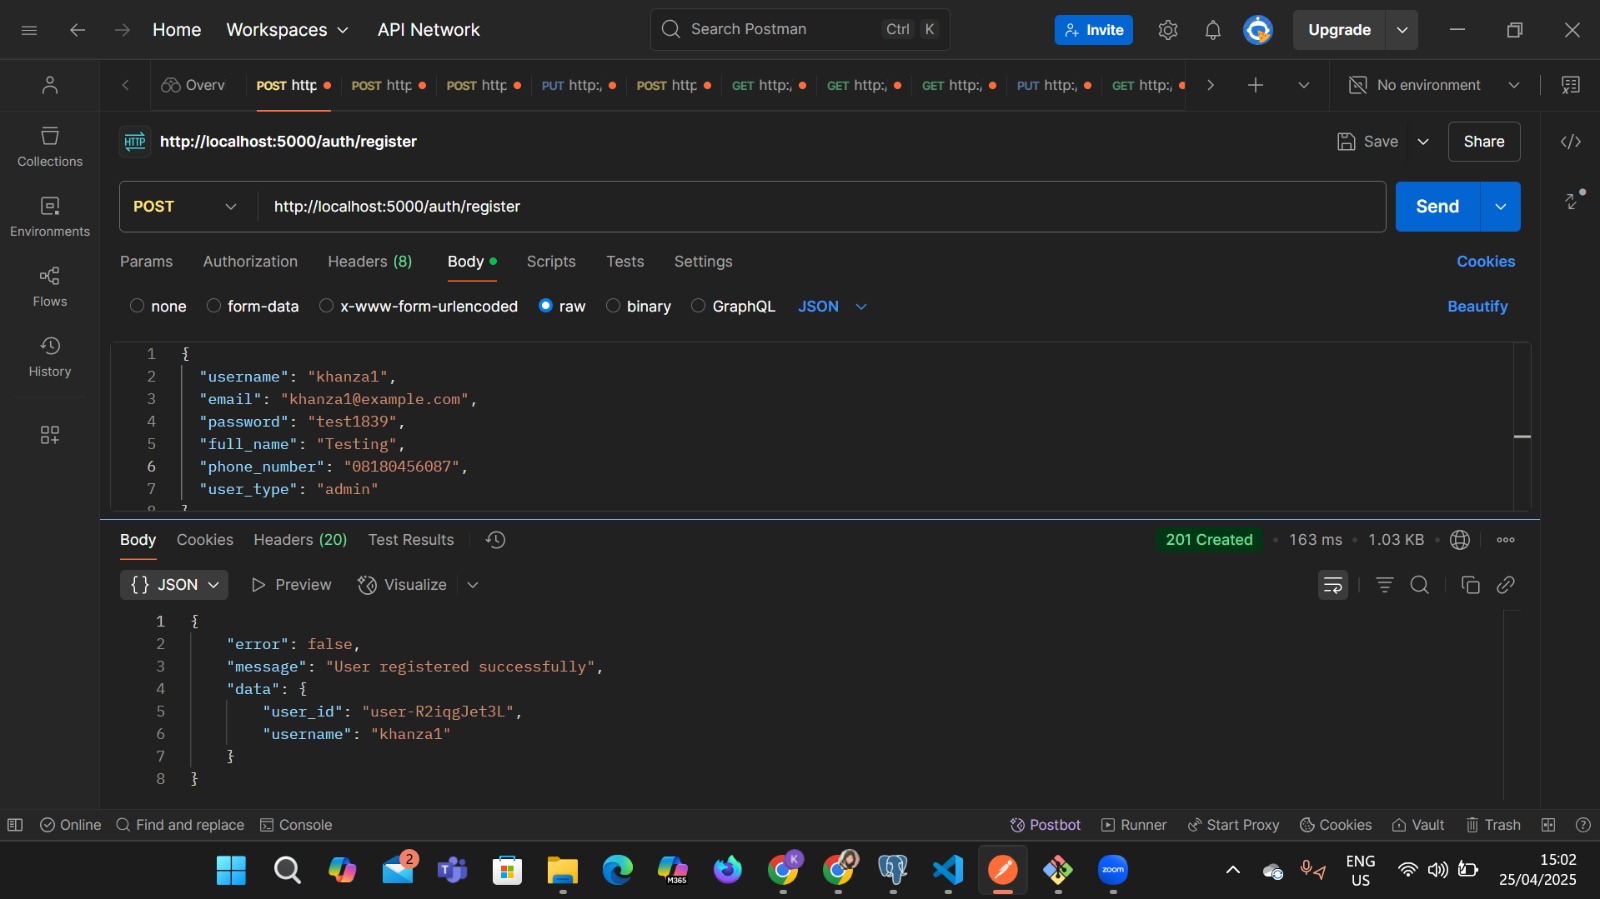 Home
Workspaces
API Network
Search Postman
Ctrl
K
Invite
Upgrade
Overv
POST http
POST http
POST http
PUT http:,
POST http
GET http:,
GET http:,
GET http:,
PUT http:,
GET http:,
No environment
HTTP
http://localhost:5000/auth/register
Save
Share
Collections
Environments
Flows
History
POST
http://localhost:5000/auth/register
Send
Params
Authorization
Headers (8)
Body
Scripts
Tests
Settings
Cookies
none
form-data
x-www-form-urlencoded
raw
binary
GraphQL
JSON
Beautify
1 {
2 "username": "khanza1",
3 "email": "khanza1@example.com",
4 "password": "test1839",
5 "full_name": "Testing",
6 "phone_number": "08180456087",
7 "user_type": "admin"
8 }
Body
Cookies
Headers (20)
Test Results
201 Created
163 ms
1.03 KB
{} JSON
Preview
Visualize
1 {
2 "error": false,
3 "message": "User registered successfully",
4 "data": {
5 "user_id": "user-R2iqgJet3L",
6 "username": "khanza1"
7 }
8 }
Online
Find and replace
Console
Postbot
Runner
Start Proxy
Cookies
Vault
Trash
2
M365
K
zoom
ENG
US
15:02
25/04/2025